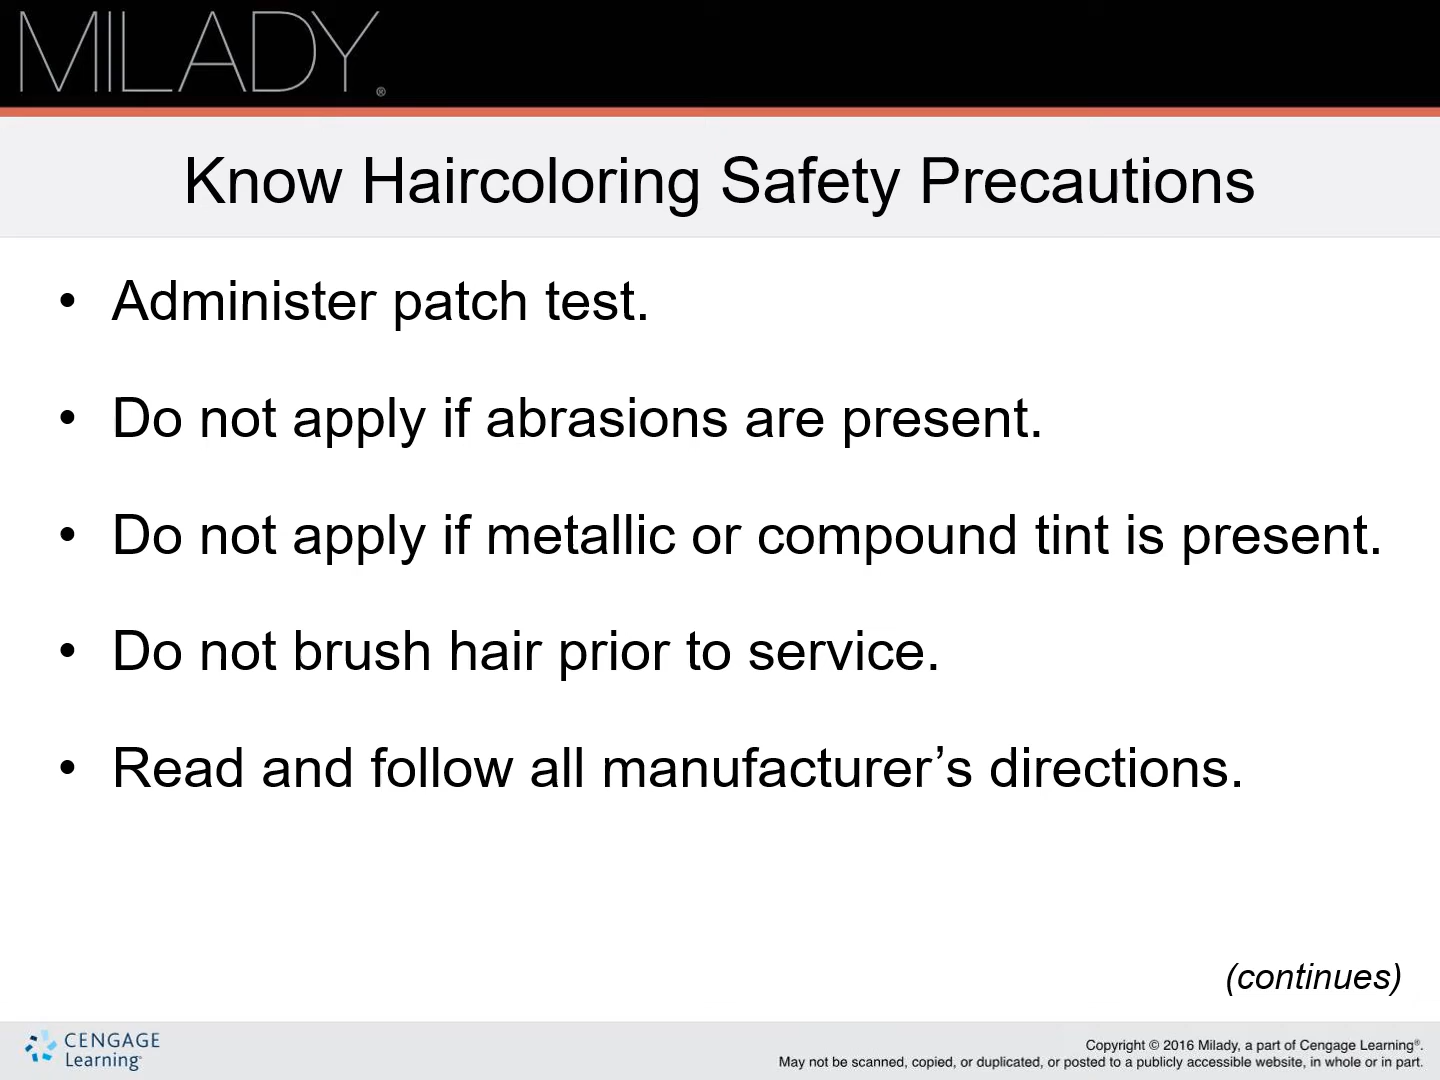 MILADY®
Know Haircoloring Safety Precautions
• Administer patch test.
• Do not apply if abrasions are present.
• Do not apply if metallic or compound tint is present.
• Do not brush hair prior to service.
• Read and follow all manufacturer’s directions.
(continues)
CENGAGE
Learning
Copyright © 2016 Milady, a part of Cengage Learning®.
May not be scanned, copied, or duplicated, or posted to a publicly accessible website, in whole or in part.